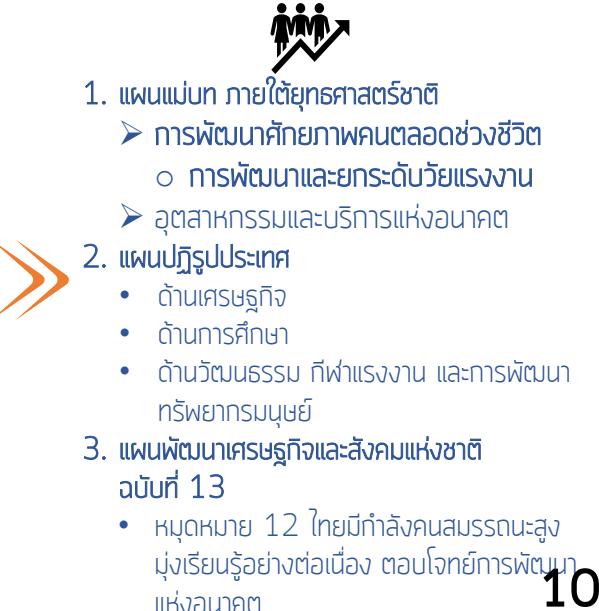 1. แผนแม่บท ภายใต้ยุทธศาสตร์ชาติ
➢ การพัฒนาศักยภาพคนตลอดช่วงชีวิต
o การพัฒนาและยกระดับวัยแรงงาน
➢ อุตสาหกรรมและบริการแห่งอนาคต
2. แผนปฏิรูปประเทศ
• ด้านเศรษฐกิจ
• ด้านการศึกษา
• ด้านวัฒนธรรม กีฬาแรงงาน และการพัฒนา
ทรัพยากรมนุษย์
3. แผนพัฒนาเศรษฐกิจและสังคมแห่งชาติ
ฉบับที่ 13
• หมุดหมาย 12 ไทยมีกำลังคนสมรรถนะสูง
มุ่งเรียนรู้อย่างต่อเนื่อง ตอบโจทย์การพัฒนา
แห่งอนาคต
10